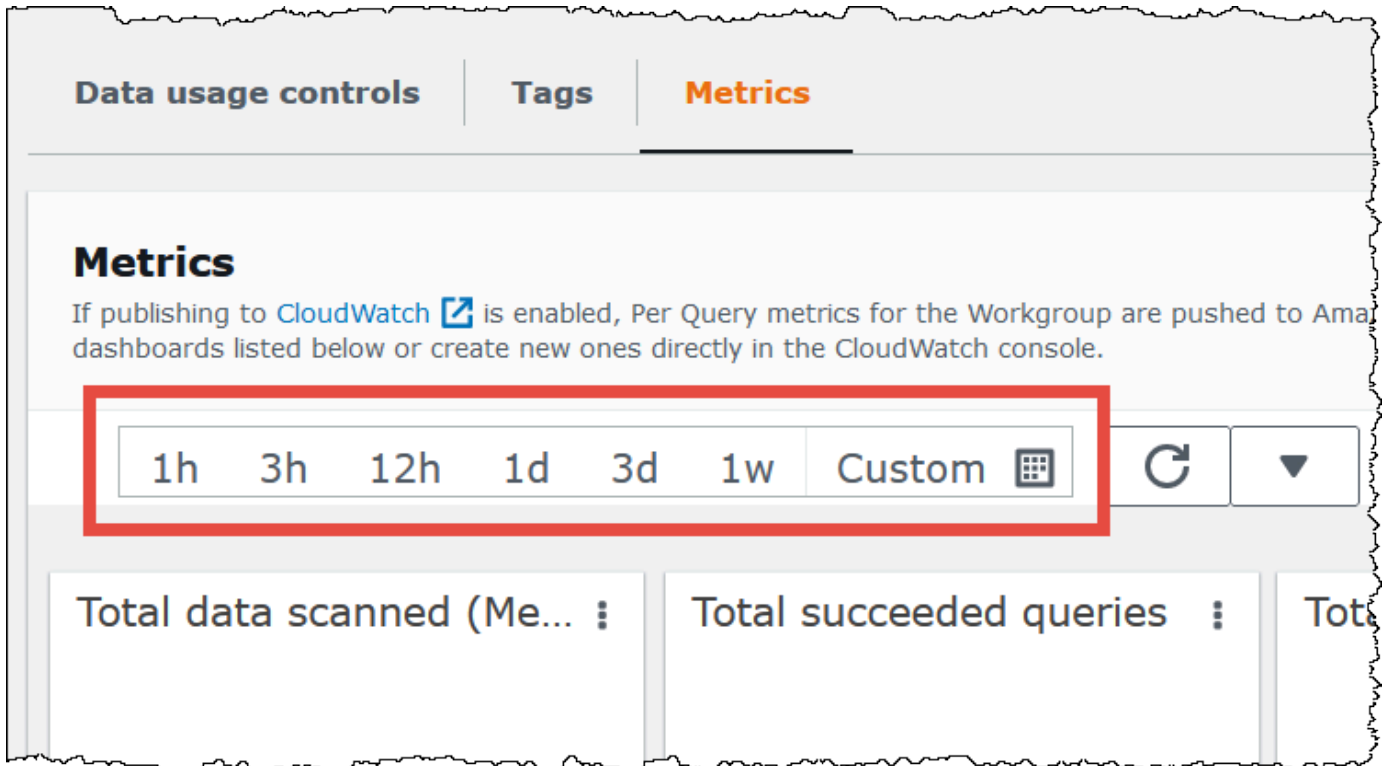 Data usage controls Tags Metrics
Metrics
If publishing to CloudWatch is enabled, Per Query metrics for the Workgroup are pushed to Ama
dashboards listed below or create new ones directly in the CloudWatch console.
1h 3h 12h 1d 3d 1w Custom
Total data scanned (Me... Total succeeded queries Tota